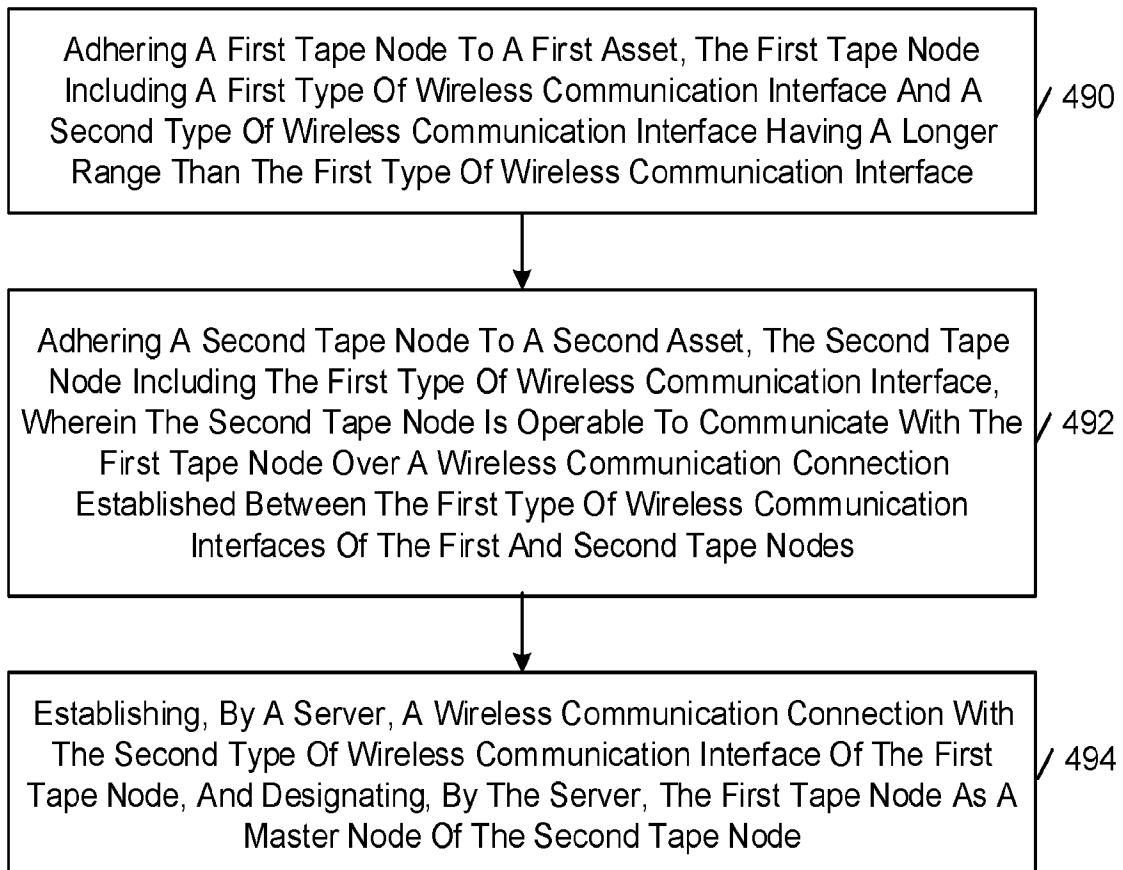 Adhering A First Tape Node To A First Asset, The First Tape Node
Including A First Type Of Wireless Communication Interface And A
Second Type Of Wireless Communication Interface Having A Longer
Range Than The First Type Of Wireless Communication Interface
490
Adhering A Second Tape Node To A Second Asset, The Second Tape
Node Including The First Type Of Wireless Communication Interface,
Wherein The Second Tape Node Is Operable To Communicate With The
First Tape Node Over A Wireless Communication Connection
Established Between The First Type Of Wireless Communication
Interfaces Of The First And Second Tape Nodes
492
Establishing, By A Server, A Wireless Communication Connection With
The Second Type Of Wireless Communication Interface Of The First
Tape Node, And Designating, By The Server, The First Tape Node As A
Master Node Of The Second Tape Node
494